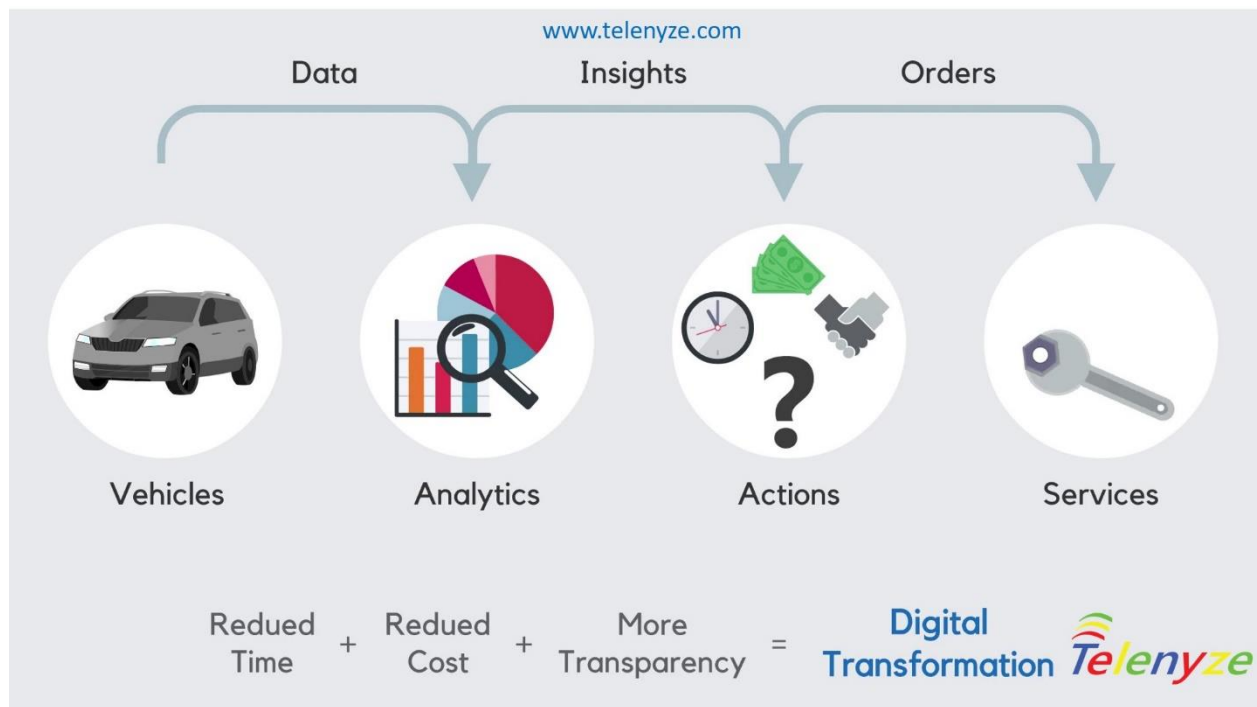 www.telenyze.com
Data
Insights
Orders
Vehicles
Analytics
Actions
Services
Redued
Time
+
Redued
Cost
+
More
Transparency
=
Digital
Transformation
Telenyze